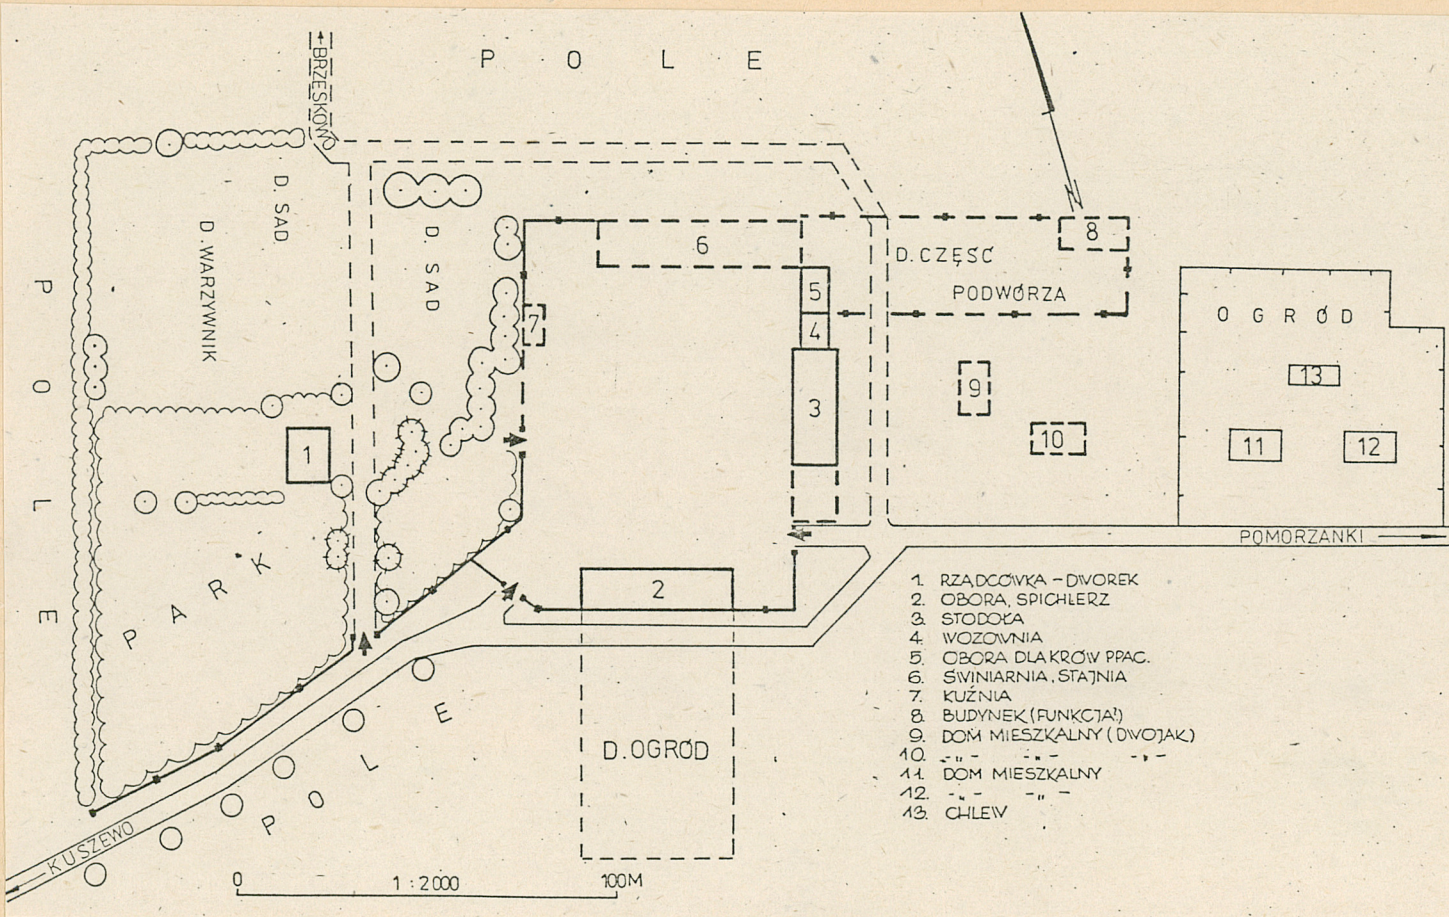 P O L E
← BRZESKOWO
D. SAD
D. WARZYWNIK
D. SAD
6
D. CZĘŚĆ
PODWÓRZA
8
5
4
7
3
9
10
O G R Ó D
13
11
12
P O L E
1
P A R K
2
POMORZANKI →
D. OGRÓD
P O L E
← KUSZEWO
0 1:2000 100M
1. RZĄDCÓWKA - DWOREK
2. OBORA, SPICHLERZ
3. STODOŁA
4. WOZOWNIA
5. OBORA DLA KRÓW PPAC.
6. ŚWINIARNIA, STAJNIA
7. KUŹNIA
8. BUDYNEK (FUNKCJA?)
9. DOM MIESZKALNY (DWOJAK)
10. -„- -„- -„-
11. DOM MIESZKALNY
12. -„- -„-
13. CHLEW